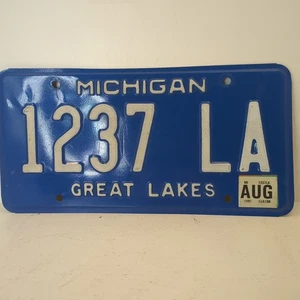 MICHIGAN
1237 LA
AUG
GREAT LAKES